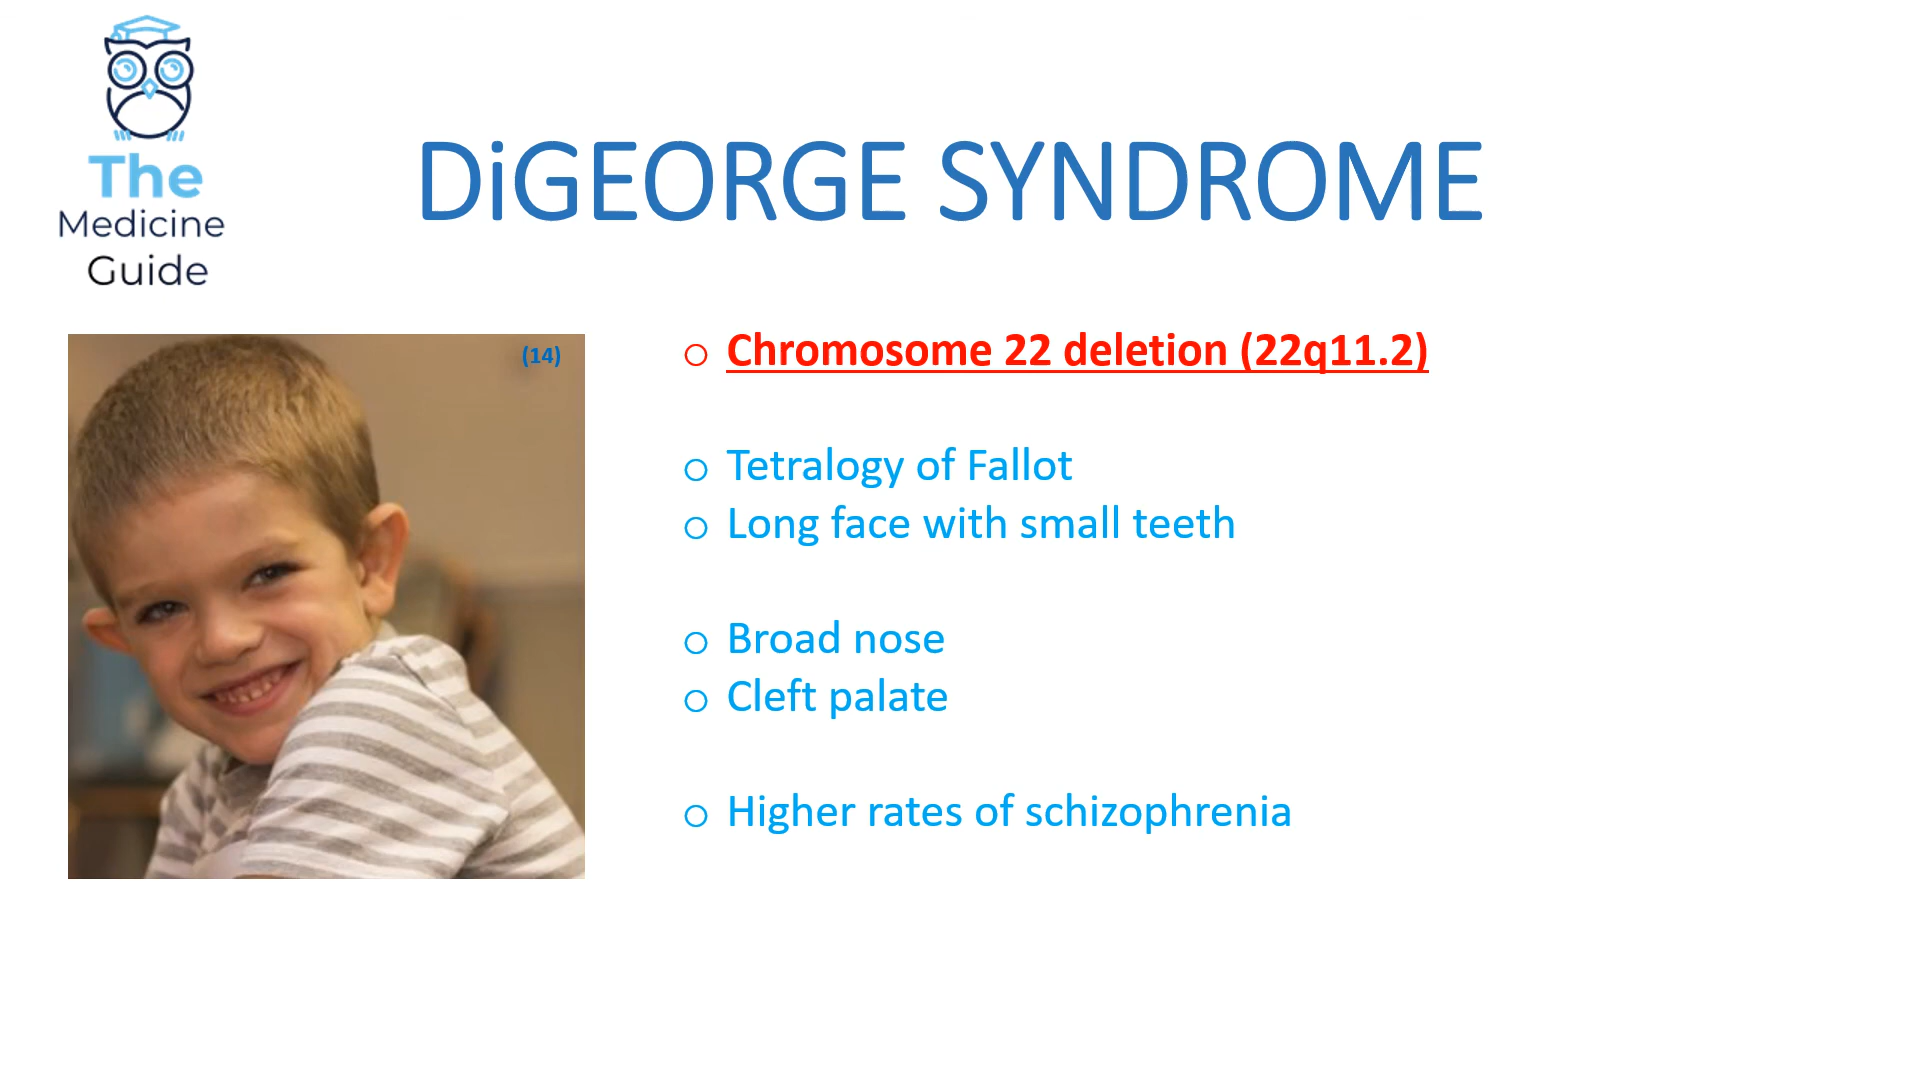 The
Medicine
Guide
DiGEORGE SYNDROME
(14)
Chromosome 22 deletion (22q11.2)
Tetralogy of Fallot
Long face with small teeth
Broad nose
Cleft palate
Higher rates of schizophrenia